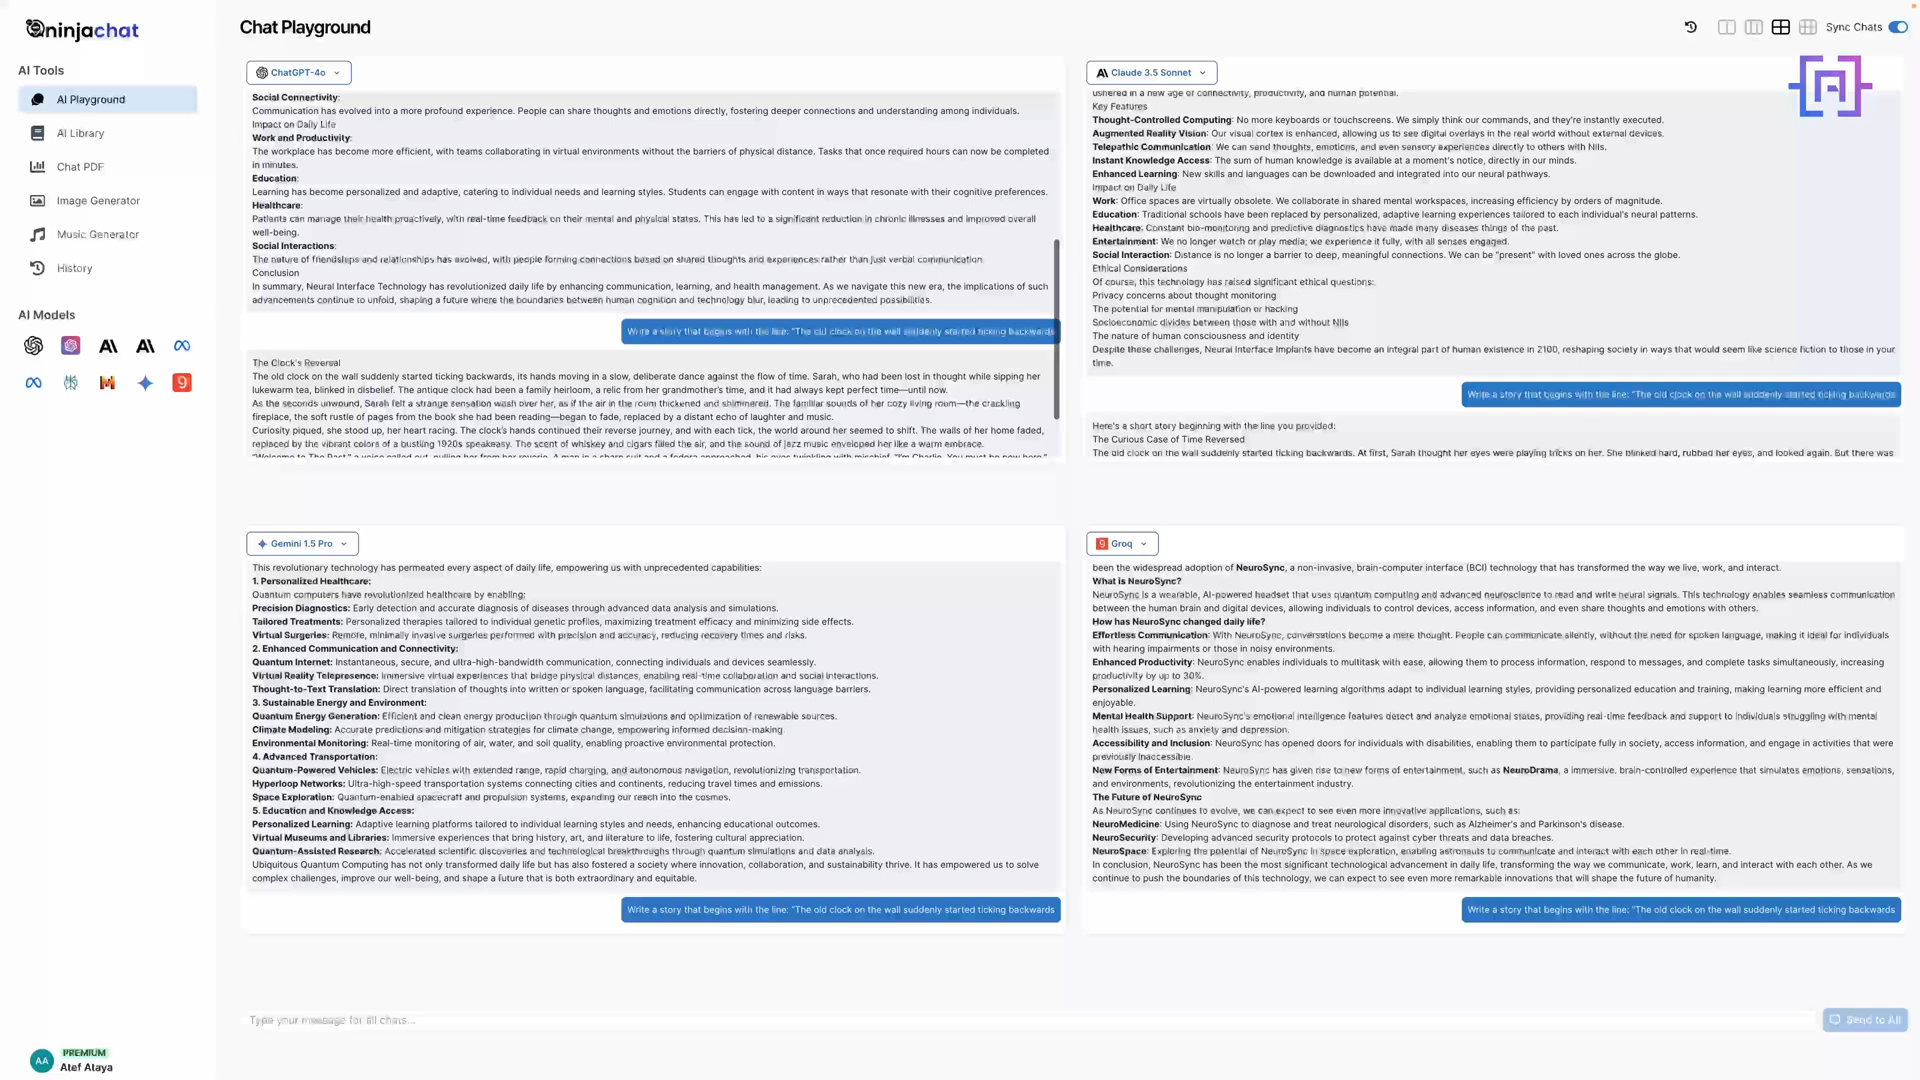 ninjachat
AI Tools
AI Playground
AI Library
Chat PDF
Image Generator
Music Generator
History
AI Models
PREMIUM
AA
Atef Ataya
Chat Playground
Sync Chats
ChatGPT-4o
Social Connectivity:
Communication has evolved into a more profound experience. People can share thoughts and emotions directly, fostering deeper connections and understanding among individuals.
Impact on Daily Life
Work and Productivity:
The workplace has become more efficient, with teams collaborating in virtual environments without the barriers of physical distance. Tasks that once required hours can now be completed
in minutes.
Education:
Learning has become personalized and adaptive, catering to individual needs and learning styles. Students can engage with content in ways that resonate with their cognitive preferences.
Healthcare:
Patients can manage their health proactively, with real-time feedback on their mental and physical states. This has led to a significant reduction in chronic illnesses and improved overall
well-being.
Social Interactions:
The nature of friendships and relationships has evolved, with people forming connections based on shared thoughts and experiences rather than just verbal communication
Conclusion
In summary, Neural Interface Technology has revolutionized daily life by enhancing communication, learning, and health management. As we navigate this new era, the implications of such
advancements continue to unfold, shaping a future where the boundaries between human cognition and technology blur, leading to unprecedented possibilities.
Write a story that begins with the line: "The old clock on the wall suddenly started ticking backwards
The Clock's Reversal
The old clock on the wall suddenly started ticking backwards, its hands moving in a slow, deliberate dance against the flow of time. Sarah, who had been lost in thought while sipping her
lukewarm tea, blinked in disbelief. The antique clock had been a family heirloom, a relic from her grandmother's time, and it had always kept perfect time—until now.
As the seconds unwound, Sarah felt a strange sensation wash over her, as if the air in the room thickened and shimmered. The familiar sounds of her cozy living room—the crackling
fireplace, the soft rustle of pages from the book she had been reading—began to fade, replaced by a distant echo of laughter and music.
Curiosity piqued, she stood up, her heart racing. The clock's hands continued their reverse journey, and with each tick, the world around her seemed to shift. The walls of her home faded,
replaced by the vibrant colors of a bustling 1920s speakeasy. The scent of whiskey and cigars filled the air, and the sound of jazz music enveloped her like a warm embrace.
"Welcome to The Past," a voice called out, pulling her from her reverie. A man in a sharp suit and a fedora approached, his eyes twinkling with mischief. "I'm Charlie. You must be new here."
Claude 3.5 Sonnet
ushered in a new age of connectivity, productivity, and human potential.
Key Features
Thought-Controlled Computing: No more keyboards or touchscreens. We simply think our commands, and they're instantly executed.
Augmented Reality Vision: Our visual cortex is enhanced, allowing us to see digital overlays in the real world without external devices.
Telepathic Communication: We can send thoughts, emotions, and even sensory experiences directly to others with NIIs.
Instant Knowledge Access: The sum of human knowledge is available at a moment's notice, directly in our minds.
Enhanced Learning: New skills and languages can be downloaded and integrated into our neural pathways.
Impact on Daily Life
Work: Office spaces are virtually obsolete. We collaborate in shared mental workspaces, increasing efficiency by orders of magnitude.
Education: Traditional schools have been replaced by personalized, adaptive learning experiences tailored to each individual's neural patterns.
Healthcare: Constant bio-monitoring and predictive diagnostics have made many diseases things of the past.
Entertainment: We no longer watch or play media; we experience it fully, with all senses engaged.
Social Interaction: Distance is no longer a barrier to deep, meaningful connections. We can be "present" with loved ones across the globe.
Ethical Considerations
Of course, this technology has raised significant ethical questions:
Privacy concerns about thought monitoring
The potential for mental manipulation or hacking
Socioeconomic divides between those with and without NIIs
The nature of human consciousness and identity
Despite these challenges, Neural Interface Implants have become an integral part of human existence in 2100, reshaping society in ways that would seem like science fiction to those in your
time.
Write a story that begins with the line: "The old clock on the wall suddenly started ticking backwards
Here's a short story beginning with the line you provided:
The Curious Case of Time Reversed
The old clock on the wall suddenly started ticking backwards. At first, Sarah thought her eyes were playing tricks on her. She blinked hard, rubbed her eyes, and looked again. But there was
Gemini 1.5 Pro
This revolutionary technology has permeated every aspect of daily life, empowering us with unprecedented capabilities:
1. Personalized Healthcare:
Quantum computers have revolutionized healthcare by enabling:
Precision Diagnostics: Early detection and accurate diagnosis of diseases through advanced data analysis and simulations.
Tailored Treatments: Personalized therapies tailored to individual genetic profiles, maximizing treatment efficacy and minimizing side effects.
Virtual Surgeries: Remote, minimally invasive surgeries performed with precision and accuracy, reducing recovery times and risks.
2. Enhanced Communication and Connectivity:
Quantum Internet: Instantaneous, secure, and ultra-high-bandwidth communication, connecting individuals and devices seamlessly.
Virtual Reality Telepresence: Immersive virtual experiences that bridge physical distances, enabling real-time collaboration and social interactions.
Thought-to-Text Translation: Direct translation of thoughts into written or spoken language, facilitating communication across language barriers.
3. Sustainable Energy and Environment:
Quantum Energy Generation: Efficient and clean energy production through quantum simulations and optimization of renewable sources.
Climate Modeling: Accurate predictions and mitigation strategies for climate change, empowering informed decision-making
Environmental Monitoring: Real-time monitoring of air, water, and soil quality, enabling proactive environmental protection.
4. Advanced Transportation:
Quantum-Powered Vehicles: Electric vehicles with extended range, rapid charging, and autonomous navigation, revolutionizing transportation.
Hyperloop Networks: Ultra-high-speed transportation systems connecting cities and continents, reducing travel times and emissions.
Space Exploration: Quantum-enabled spacecraft and propulsion systems, expanding our reach into the cosmos.
5. Education and Knowledge Access:
Personalized Learning: Adaptive learning platforms tailored to individual learning styles and needs, enhancing educational outcomes.
Virtual Museums and Libraries: Immersive experiences that bring history, art, and literature to life, fostering cultural appreciation.
Quantum-Assisted Research: Accelerated scientific discoveries and technological breakthroughs through quantum simulations and data analysis.
Ubiquitous Quantum Computing has not only transformed daily life but has also fostered a society where innovation, collaboration, and sustainability thrive. It has empowered us to solve
complex challenges, improve our well-being, and shape a future that is both extraordinary and equitable.
Write a story that begins with the line: "The old clock on the wall suddenly started ticking backwards
Groq
been the widespread adoption of NeuroSync, a non-invasive, brain-computer interface (BCI) technology that has transformed the way we live, work, and interact.
What is NeuroSync?
NeuroSync is a wearable, AI-powered headset that uses quantum computing and advanced neuroscience to read and write neural signals. This technology enables seamless communication
between the human brain and digital devices, allowing individuals to control devices, access information, and even share thoughts and emotions with others.
How has NeuroSync changed daily life?
Effortless Communication: With NeuroSync, conversations become a mere thought. People can communicate silently, without the need for spoken language, making it ideal for individuals
with hearing impairments or those in noisy environments.
Enhanced Productivity: NeuroSync enables individuals to multitask with ease, allowing them to process information, respond to messages, and complete tasks simultaneously, increasing
productivity by up to 30%.
Personalized Learning: NeuroSync's AI-powered learning algorithms adapt to individual learning styles, providing personalized education and training, making learning more efficient and
enjoyable.
Mental Health Support: NeuroSync's emotional intelligence features detect and analyze emotional states, providing real-time feedback and support to individuals struggling with mental
health issues, such as anxiety and depression.
Accessibility and Inclusion: NeuroSync has opened doors for individuals with disabilities, enabling them to participate fully in society, access information, and engage in activities that were
previously inaccessible.
New Forms of Entertainment: NeuroSync has given rise to new forms of entertainment, such as NeuroDrama, a immersive, brain-controlled experience that simulates emotions, sensations,
and environments, revolutionizing the entertainment industry.
The Future of NeuroSync
As NeuroSync continues to evolve, we can expect to see even more innovative applications, such as:
NeuroMedicine: Using NeuroSync to diagnose and treat neurological disorders, such as Alzheimer's and Parkinson's disease.
NeuroSecurity: Developing advanced security protocols to protect against cyber threats and data breaches.
NeuroSpace: Exploring the potential of NeuroSync in space exploration, enabling astronauts to communicate and interact with each other in real-time.
In conclusion, NeuroSync has been the most significant technological advancement in daily life, transforming the way we communicate, work, learn, and interact with each other. As we
continue to push the boundaries of this technology, we can expect to see even more remarkable innovations that will shape the future of humanity.
Write a story that begins with the line: "The old clock on the wall suddenly started ticking backwards
Type your message for all chats...
Send to All